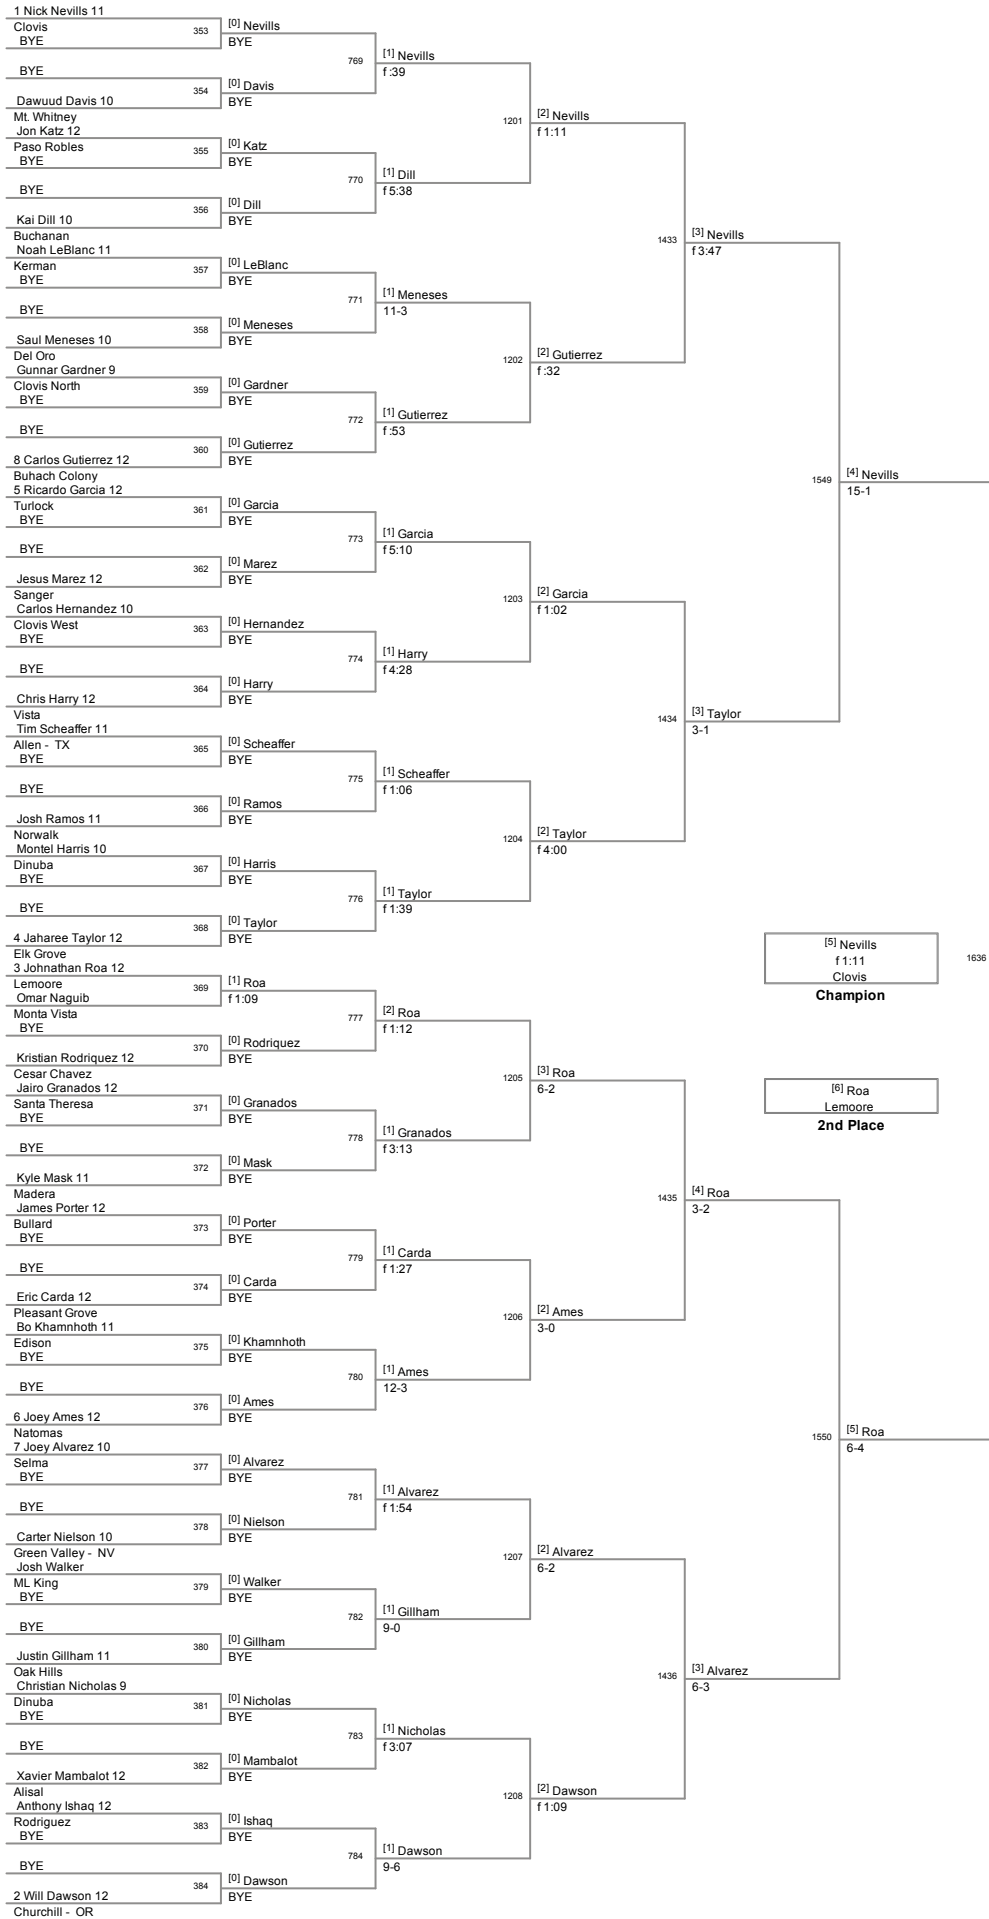 1 Nick Nevills 11
Clovis
BYE
BYE
Dawuud Davis 10
Mt. Whitney
Jon Katz 12
Paso Robles
BYE
BYE
Kai Dill 10
Buchanan
Noah LeBlanc 11
Kerman
BYE
BYE
Saul Meneses 10
Del Oro
Gunnar Gardner 9
Clovis North
BYE
BYE
8 Carlos Gutierrez 12
Buhach Colony
5 Ricardo Garcia 12
Turlock
BYE
BYE
Jesus Marez 12
Sanger
Carlos Hernandez 10
Clovis West
BYE
BYE
Chris Harry 12
Vista
Tim Scheaffer 11
Allen - TX
BYE
BYE
Josh Ramos 11
Norwalk
Montel Harris 10
Dinuba
BYE
BYE
4 Jaharee Taylor 12
Elk Grove
3 Johnathan Roa 12
Lemoore
Omar Naguib
Monta Vista
BYE
Kristian Rodriquez 12
Cesar Chavez
Jairo Granados 12
Santa Theresa
BYE
BYE
Kyle Mask 11
Madera
James Porter 12
Bullard
BYE
BYE
Eric Carda 12
Pleasant Grove
Bo Khamnhoth 11
Edison
BYE
BYE
6 Joey Ames 12
Natomas
7 Joey Alvarez 10
Selma
BYE
BYE
Carter Nielson 10
Green Valley - NV
Josh Walker
ML King
BYE
BYE
Justin Gillham 11
Oak Hills
Christian Nicholas 9
Dinuba
BYE
BYE
Xavier Mambalot 12
Alisal
Anthony Ishaq 12
Rodriguez
BYE
BYE
2 Will Dawson 12
Churchill - OR
353
[0] Nevills
BYE
354
[0] Davis
BYE
355
[0] Katz
BYE
356
[0] Dill
BYE
357
[0] LeBlanc
BYE
358
[0] Meneses
BYE
359
[0] Gardner
BYE
360
[0] Gutierrez
BYE
361
[0] Garcia
BYE
362
[0] Marez
BYE
363
[0] Hernandez
BYE
364
[0] Harry
BYE
365
[0] Scheaffer
BYE
366
[0] Ramos
BYE
367
[0] Harris
BYE
368
[0] Taylor
BYE
369
[1] Roa
f 1:09
370
[0] Rodriquez
BYE
371
[0] Granados
BYE
372
[0] Mask
BYE
373
[0] Porter
BYE
374
[0] Carda
BYE
375
[0] Khamnhoth
BYE
376
[0] Ames
BYE
377
[0] Alvarez
BYE
378
[0] Nielson
BYE
379
[0] Walker
BYE
380
[0] Gillham
BYE
381
[0] Nicholas
BYE
382
[0] Mambalot
BYE
383
[0] Ishaq
BYE
384
[0] Dawson
BYE
769
[1] Nevills
f :39
770
[1] Dill
f 5:38
771
[1] Meneses
11-3
772
[1] Gutierrez
f :53
773
[1] Garcia
f 5:10
774
[1] Harry
f 4:28
775
[1] Scheaffer
f 1:06
776
[1] Taylor
f 1:39
777
[2] Roa
f 1:12
778
[1] Granados
f 3:13
779
[1] Carda
f 1:27
780
[1] Ames
12-3
781
[1] Alvarez
f 1:54
782
[1] Gillham
9-0
783
[1] Nicholas
f 3:07
784
[1] Dawson
9-6
1201
[2] Nevills
f 1:11
1202
[2] Gutierrez
f :32
1203
[2] Garcia
f 1:02
1204
[2] Taylor
f 4:00
1205
[3] Roa
6-2
1206
[2] Ames
3-0
1207
[2] Alvarez
6-2
1208
[2] Dawson
f 1:09
1433
[3] Nevills
f 3:47
1434
[3] Taylor
3-1
1435
[4] Roa
3-2
1436
[3] Alvarez
6-3
1549
[4] Nevills
15-1
1550
[5] Roa
6-4
[5] Nevills
f 1:11
Clovis
Champion
1636
[6] Roa
Lemoore
2nd Place